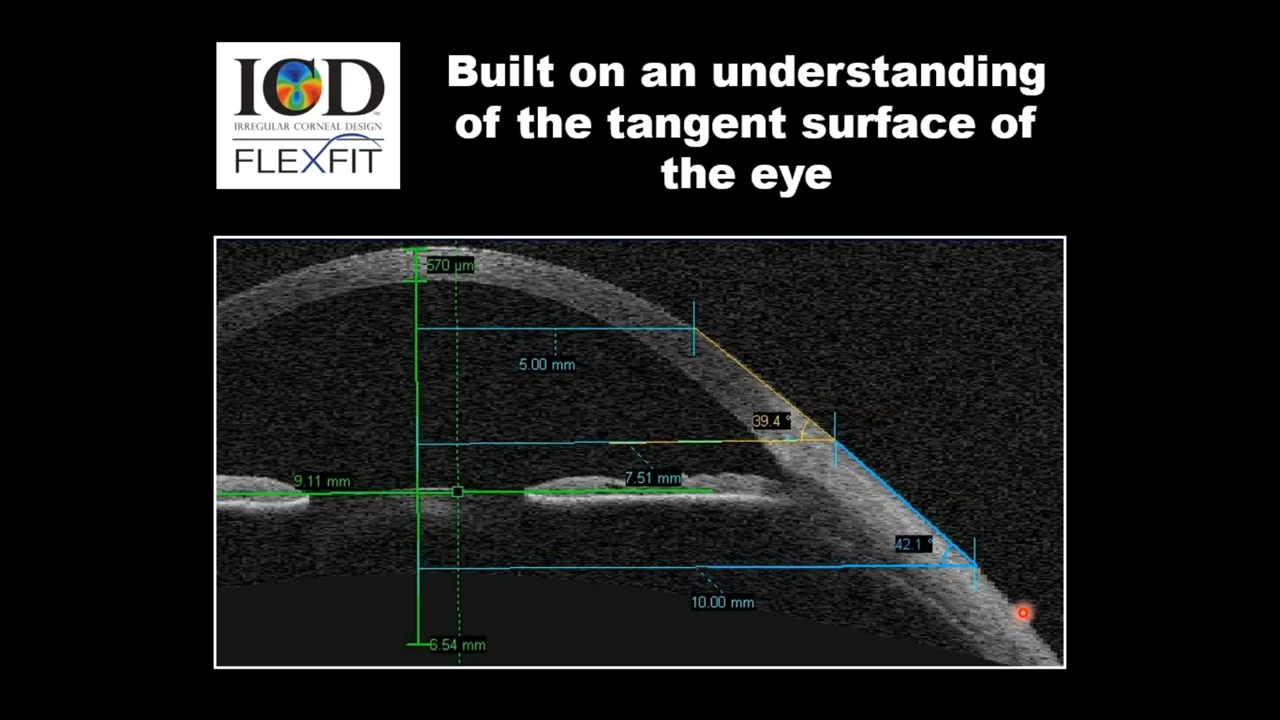 ICD
IRREGULAR CORNEAL DESIGN
FLEXFIT
Built on an understanding
of the tangent surface of
the eye
570 µm
5.00 mm
39.4 °
7.51 mm
9.11 mm
42.1 °
10.00 mm
6.54 mm